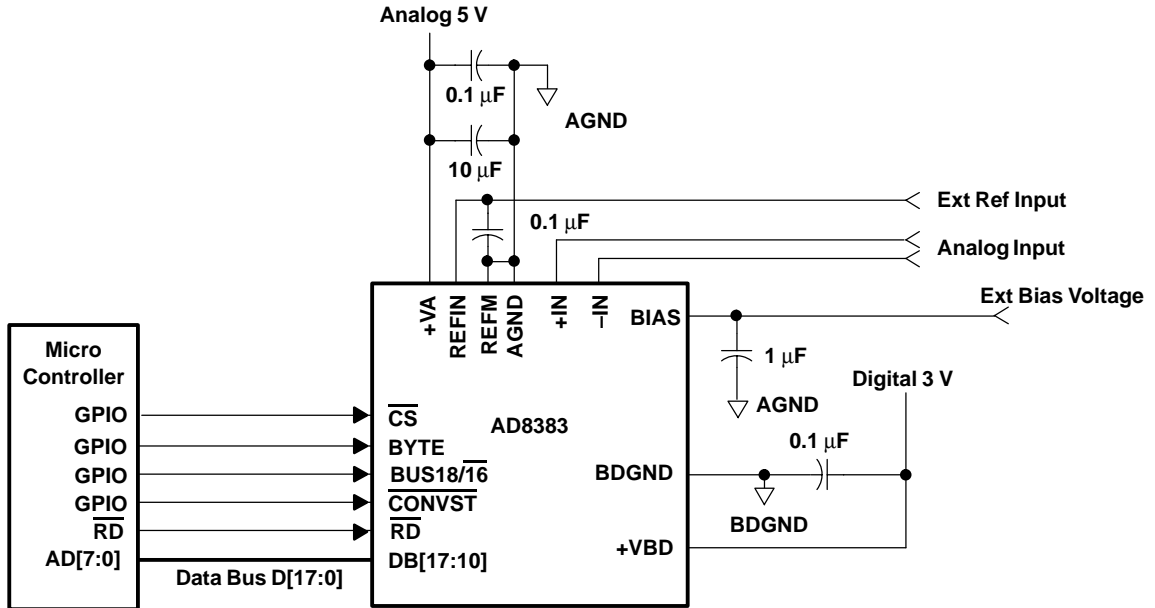 Analog 5 V
0.1 μF
AGND
10 μF
Ext Ref Input
0.1 μF
Analog Input
Ext Bias Voltage
+VA
REFIN
REFM
AGND
+IN
−IN
BIAS
Micro
Controller
1 μF
Digital 3 V
AGND
GPIO
CS
AD8383
GPIO
BYTE
0.1 μF
GPIO
BUS18/16
BDGND
GPIO
CONVST
BDGND
RD
RD
+VBD
AD[7:0]
DB[17:10]
Data Bus D[17:0]